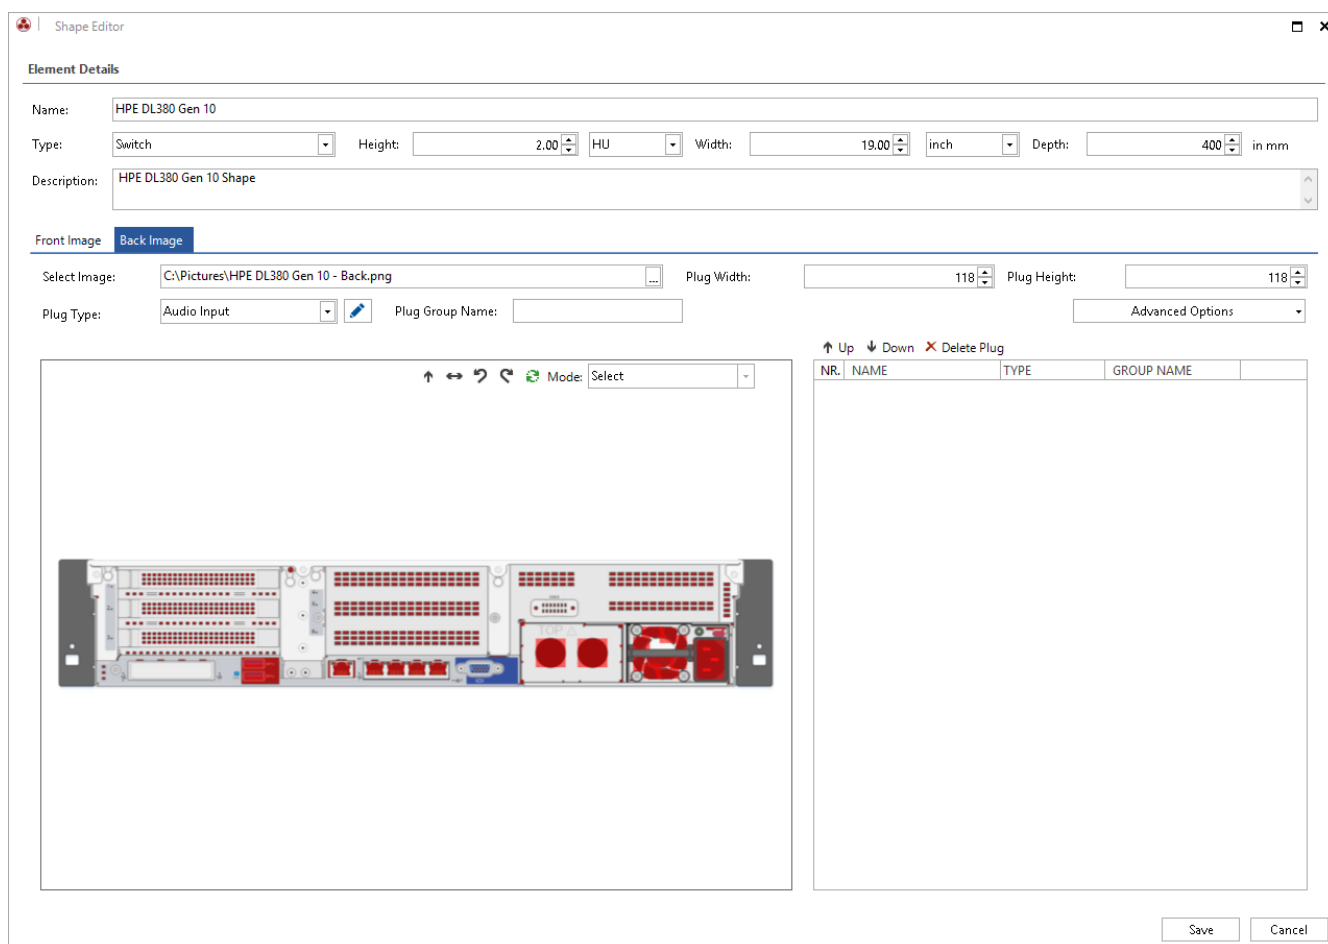 Shape Editor
Element Details
Name: HPE DL380 Gen 10
Type: Switch Height: 2.00 HU Width: 19.00 inch Depth: 400 in mm
Description: HPE DL380 Gen 10 Shape
Front Image Back Image
Select Image: C:\Pictures\HPE DL380 Gen 10 - Back.png ... Plug Width: 118 Plug Height: 118
Plug Type: Audio Input Plug Group Name: Advanced Options
Up Down Delete Plug
Mode: Select
NR. NAME TYPE GROUP NAME
TOP
Save Cancel